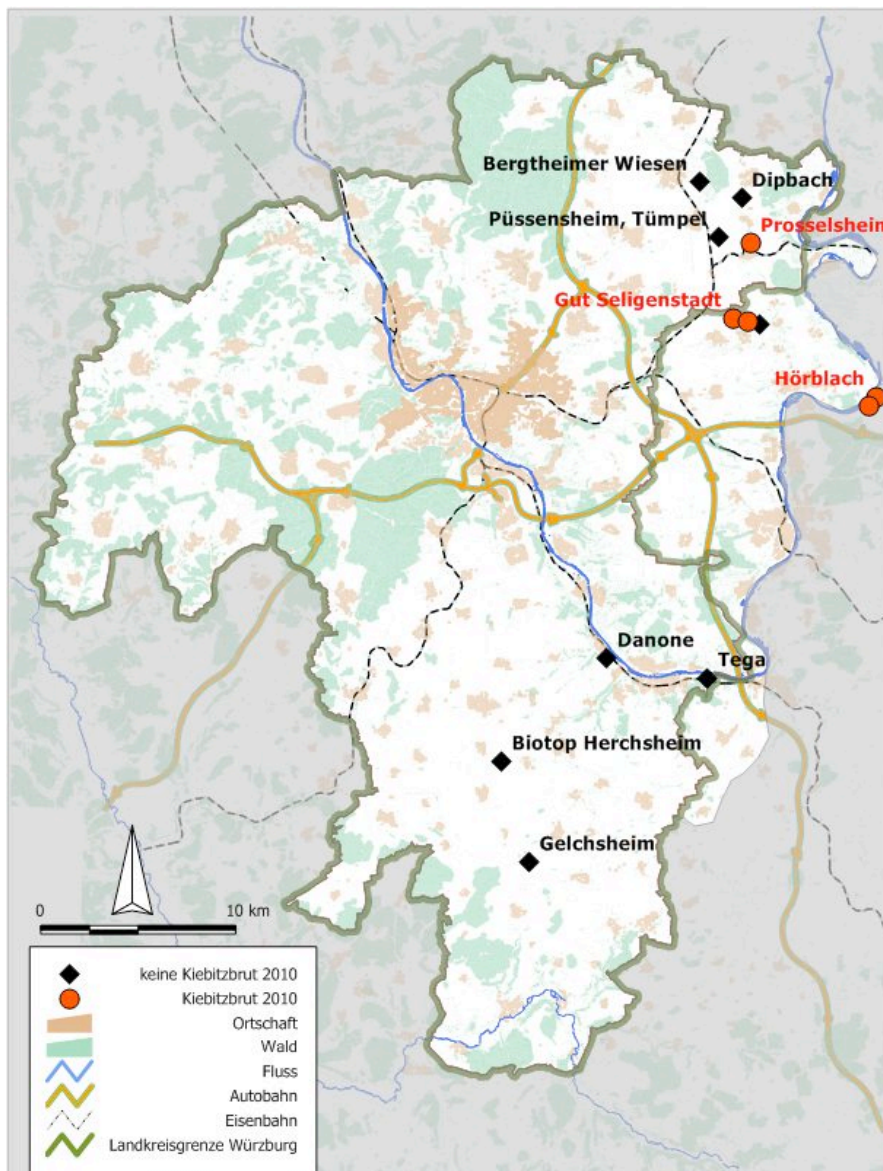 Bergtheimer Wiesen
Dipbach
Püssensheim, Tümpel
Prosselsheim
Gut Seligenstadt
Hörblach
Danone
Tega
Biotop Herchsheim
Gelchsheim
0 10 km
keine Kiebitzbrut 2010
Kiebitzbrut 2010
Ortschaft
Wald
Fluss
Autobahn
Eisenbahn
Landkreisgrenze Würzburg